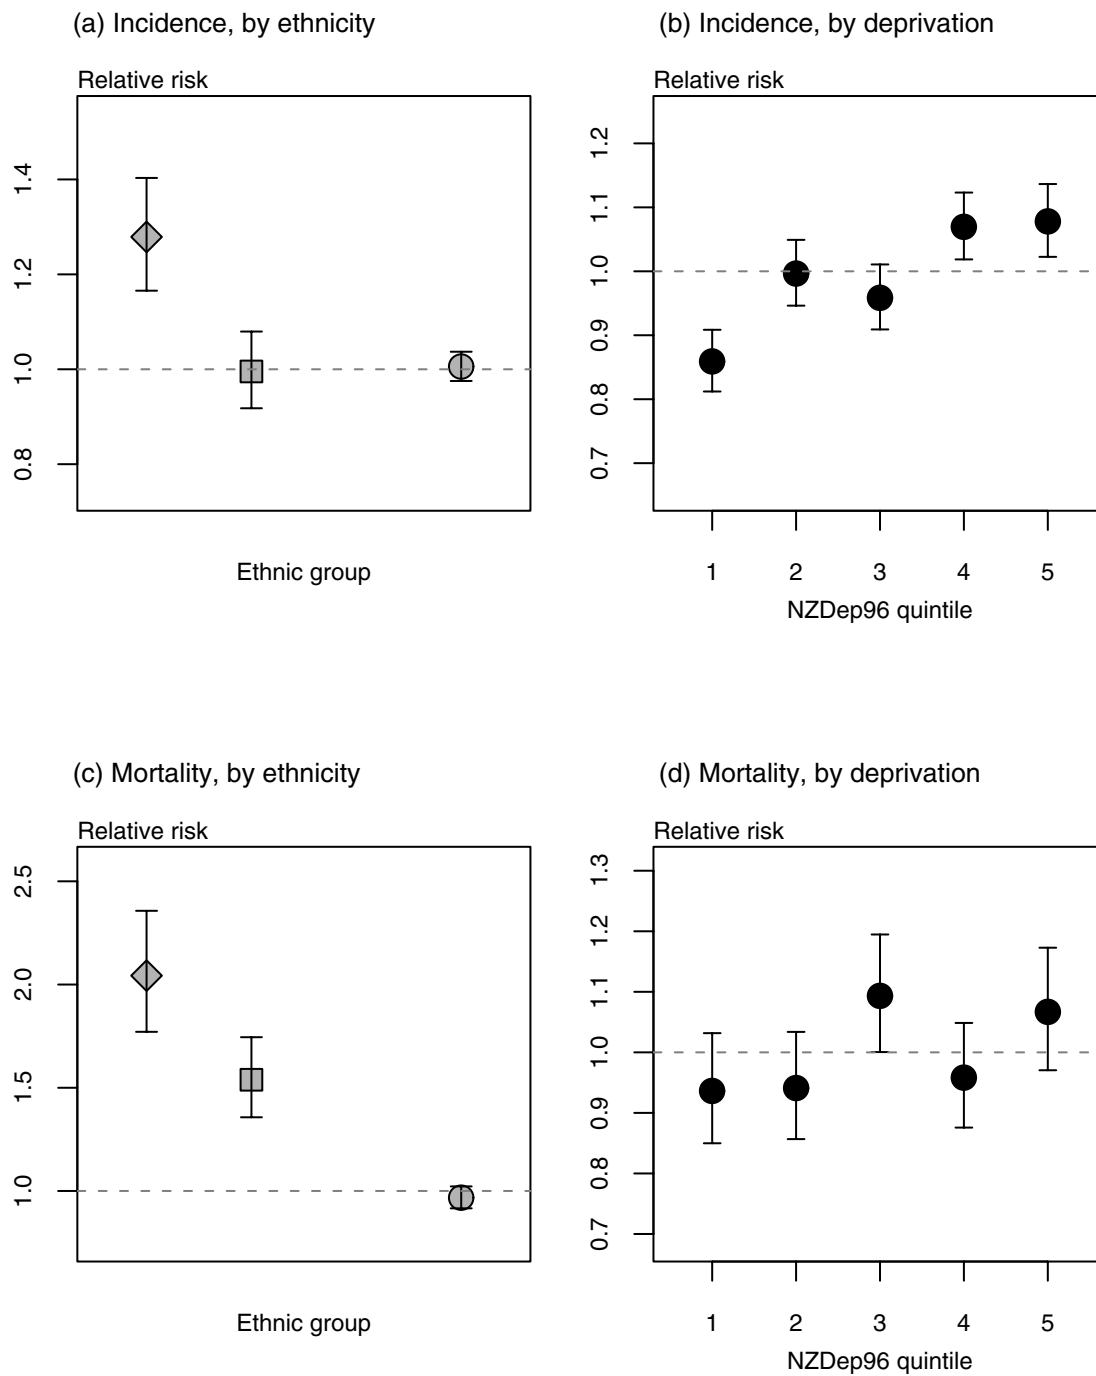 (a) Incidence, by ethnicity
Relative risk
1.4
1.2
1.0
0.8
Ethnic group
(b) Incidence, by deprivation
Relative risk
1.2
1.1
1.0
0.9
0.8
0.7
1 2 3 4 5
NZDep96 quintile
(c) Mortality, by ethnicity
Relative risk
2.5
2.0
1.5
1.0
Ethnic group
(d) Mortality, by deprivation
Relative risk
1.3
1.2
1.1
1.0
0.9
0.8
0.7
1 2 3 4 5
NZDep96 quintile